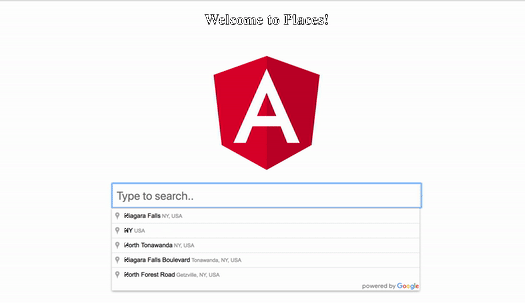 Welcome to Places!
A
Type to search..
Niagara Falls NY, USA
NY USA
North Tonawanda NY, USA
Niagara Falls Boulevard Tonawanda, NY, USA
North Forest Road Getzville, NY, USA
powered by Google